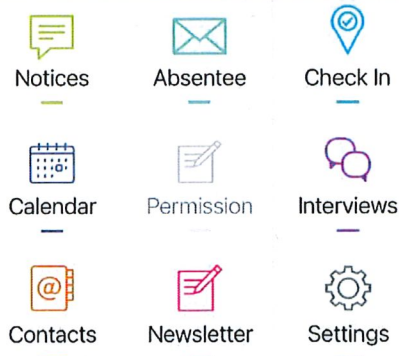 Notices Absentee Check In
Calendar Permission Interviews
@
Contacts Newsletter Settings